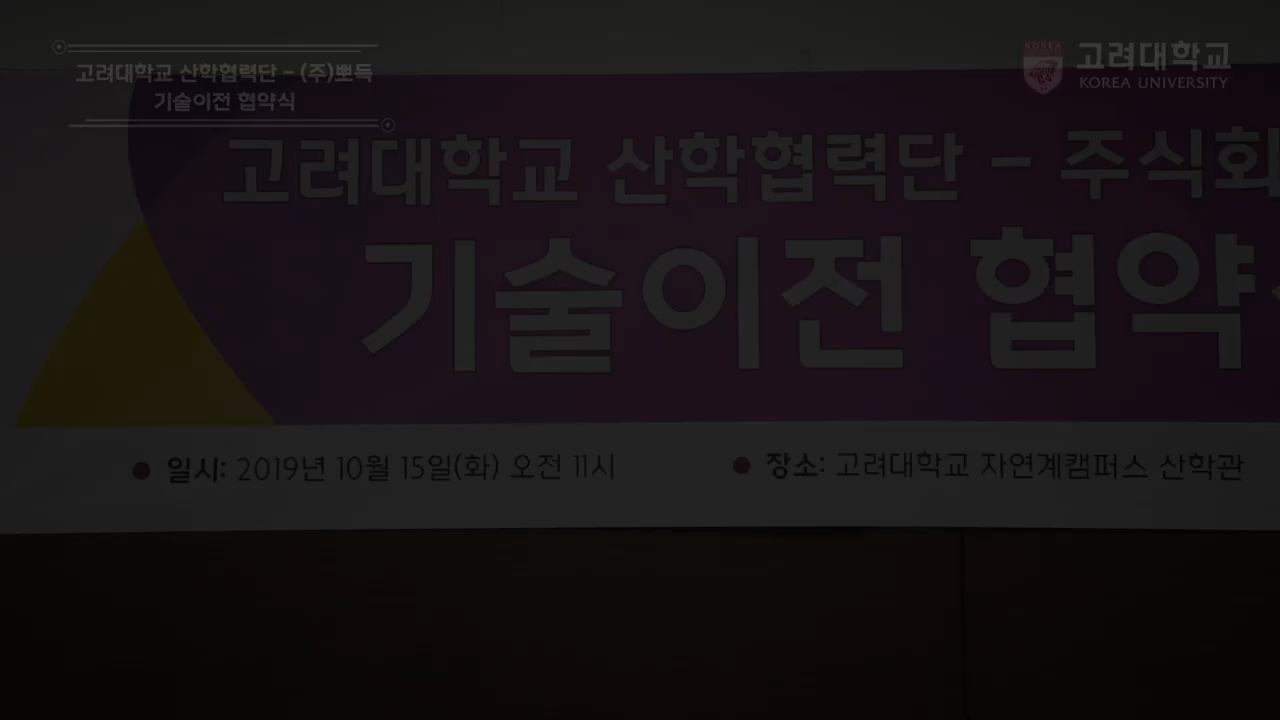 고려대학교 산학협력단 - (주)뽀득
기술이전 협약식
KOREA
고려대학교
KOREA UNIVERSITY
고려대학교 산학협력단 - 주식회
기술이전 협약
일시: 2019년 10월 15일(화) 오전 11시
장소: 고려대학교 자연계캠퍼스 산학관